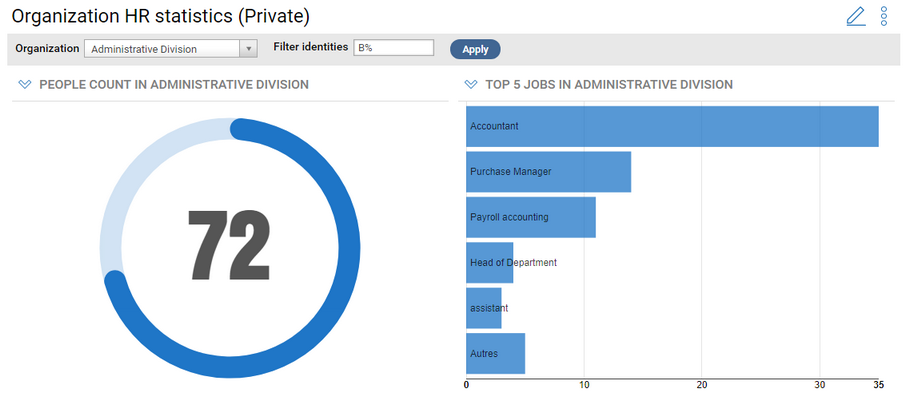 Organization HR statistics (Private)
Organization Administrative Division Filter identities B% Apply
PEOPLE COUNT IN ADMINISTRATIVE DIVISION
72
TOP 5 JOBS IN ADMINISTRATIVE DIVISION
Accountant
Purchase Manager
Payroll accounting
Head of Department
assistant
Autres
0 10 20 30 35